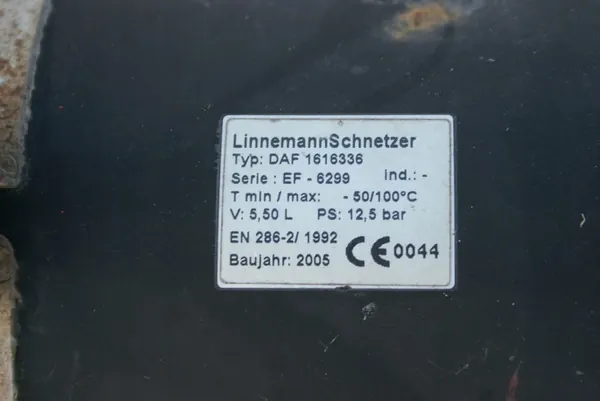 LinnemannSchnetzer
Typ: DAF 1616336
Serie : EF - 6299 Ind.: -
T min / max: - 50/100°C
V: 5,50 L PS: 12,5 bar
EN 286-2/ 1992 CE 0044
Baujahr: 2005